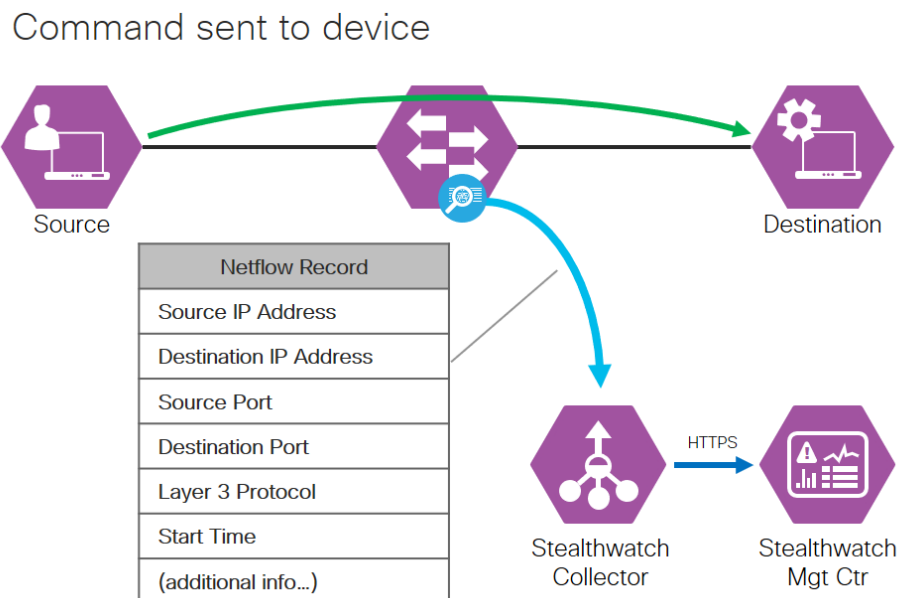 Command sent to device
Source
Destination
Netflow Record
Source IP Address
Destination IP Address
Source Port
Destination Port
Layer 3 Protocol
Start Time
(additional info...)
HTTPS
Stealthwatch
Collector
Stealthwatch
Mgt Ctr